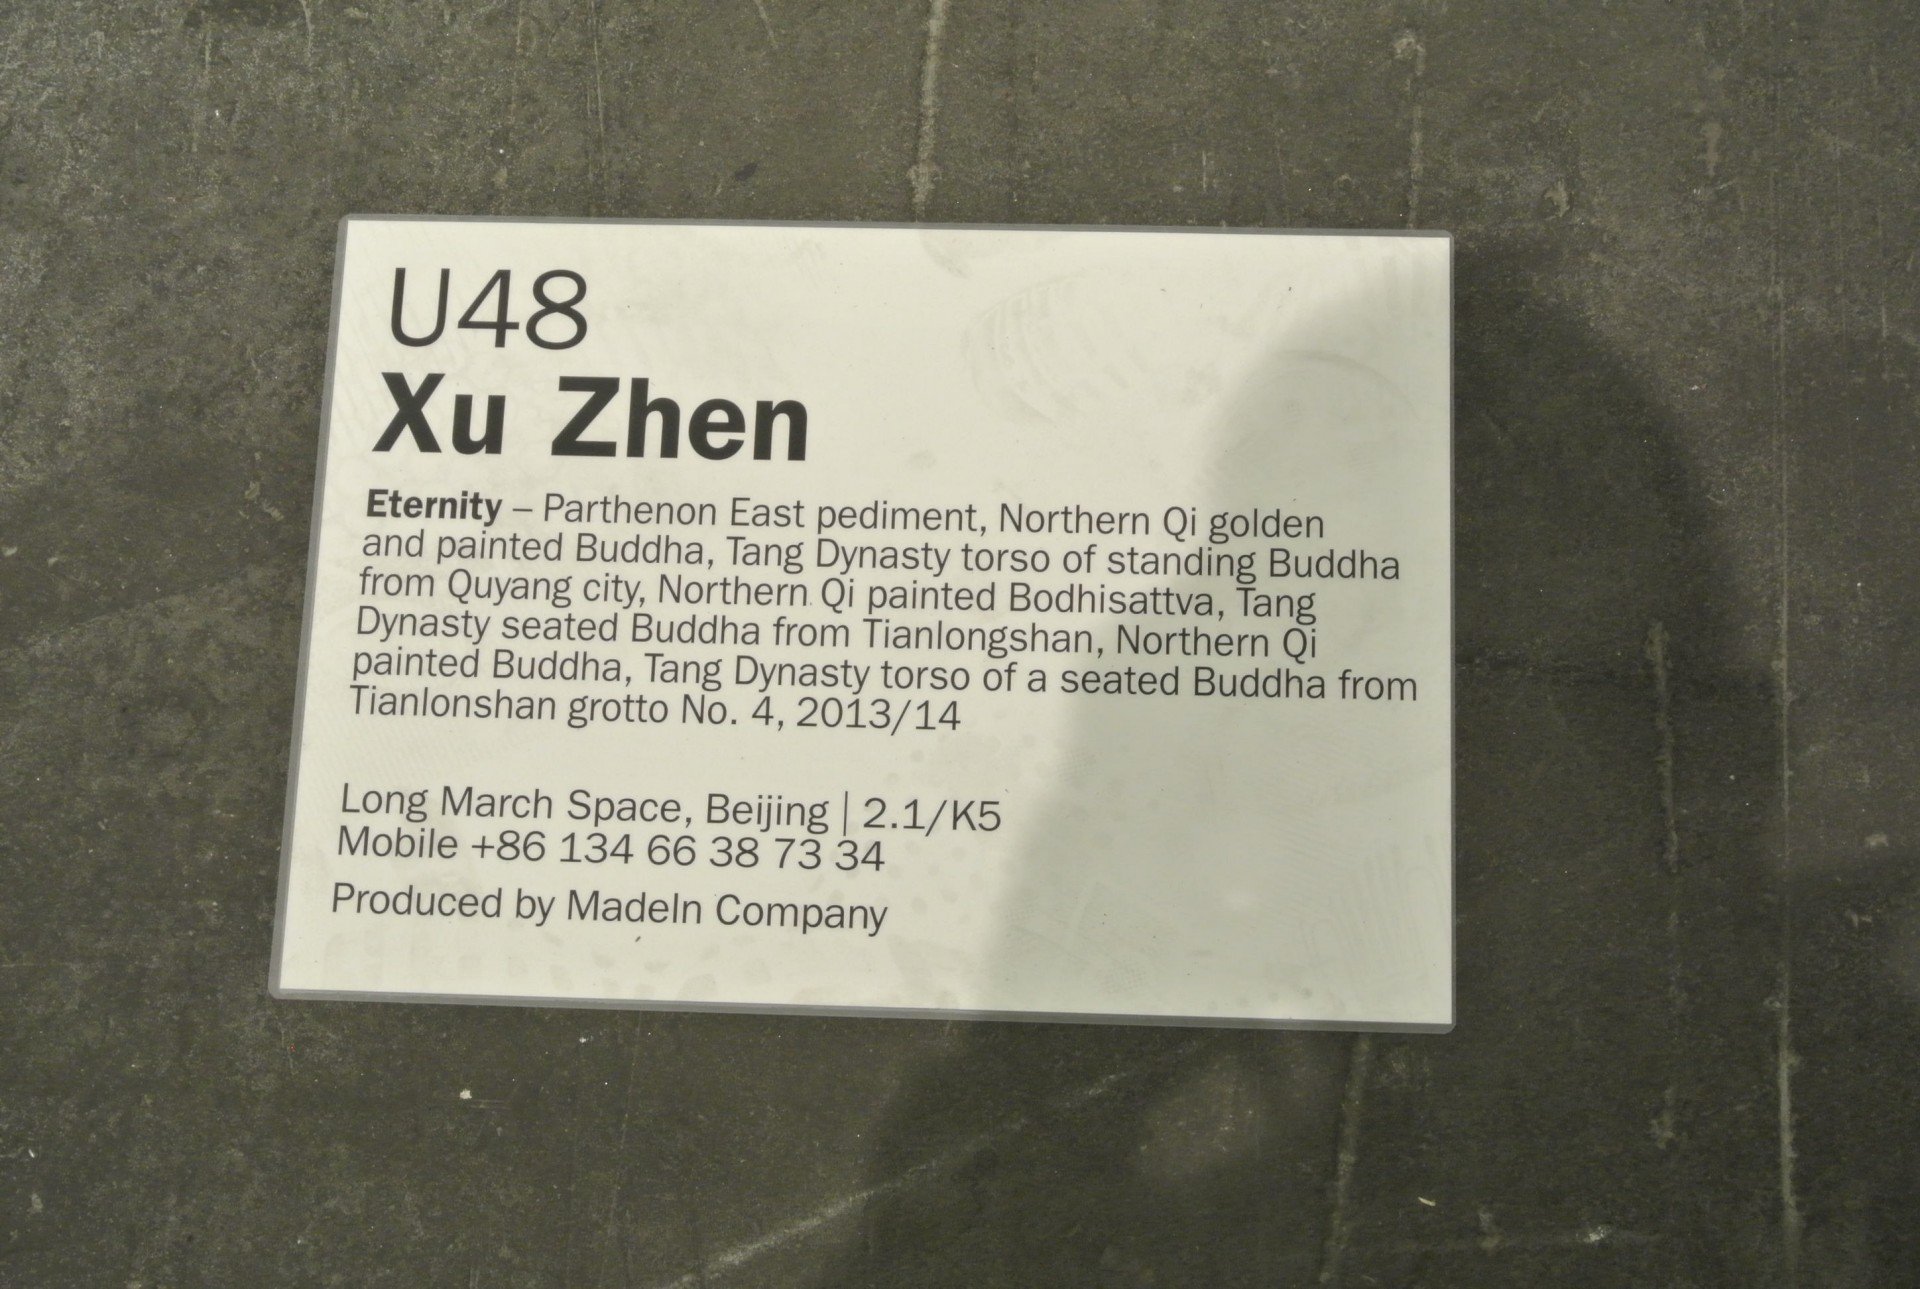 U48
Xu Zhen
Eternity – Parthenon East pediment, Northern Qi golden
and painted Buddha, Tang Dynasty torso of standing Buddha
from Quyang city, Northern Qi painted Bodhisattva, Tang
Dynasty seated Buddha from Tianlongshan, Northern Qi
painted Buddha, Tang Dynasty torso of a seated Buddha from
Tianlonshan grotto No. 4, 2013/14
Long March Space, Beijing | 2.1/K5
Mobile +86 134 66 38 73 34
Produced by MadeIn Company